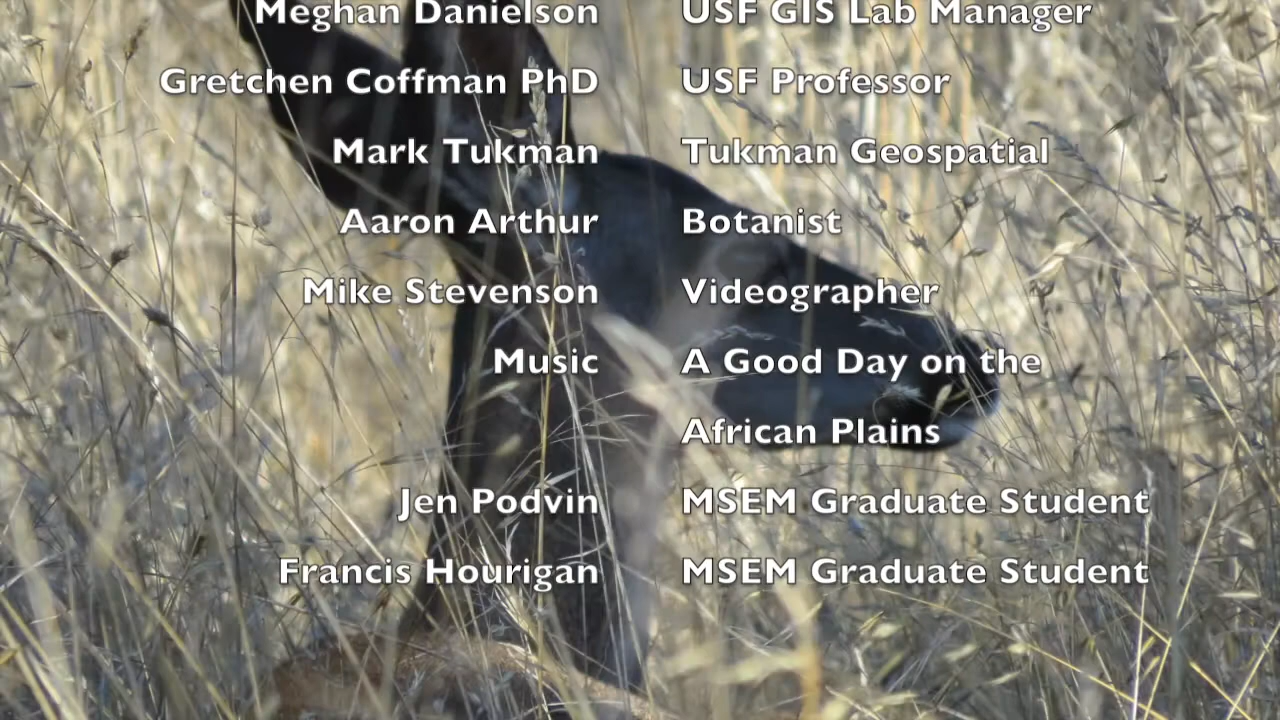 Meghan Danielson USF GIS Lab Manager
Gretchen Coffman PhD USF Professor
Mark Tukman Tukman Geospatial
Aaron Arthur Botanist
Mike Stevenson Videographer
Music A Good Day on the
African Plains
Jen Podvin MSEM Graduate Student
Francis Hourigan MSEM Graduate Student